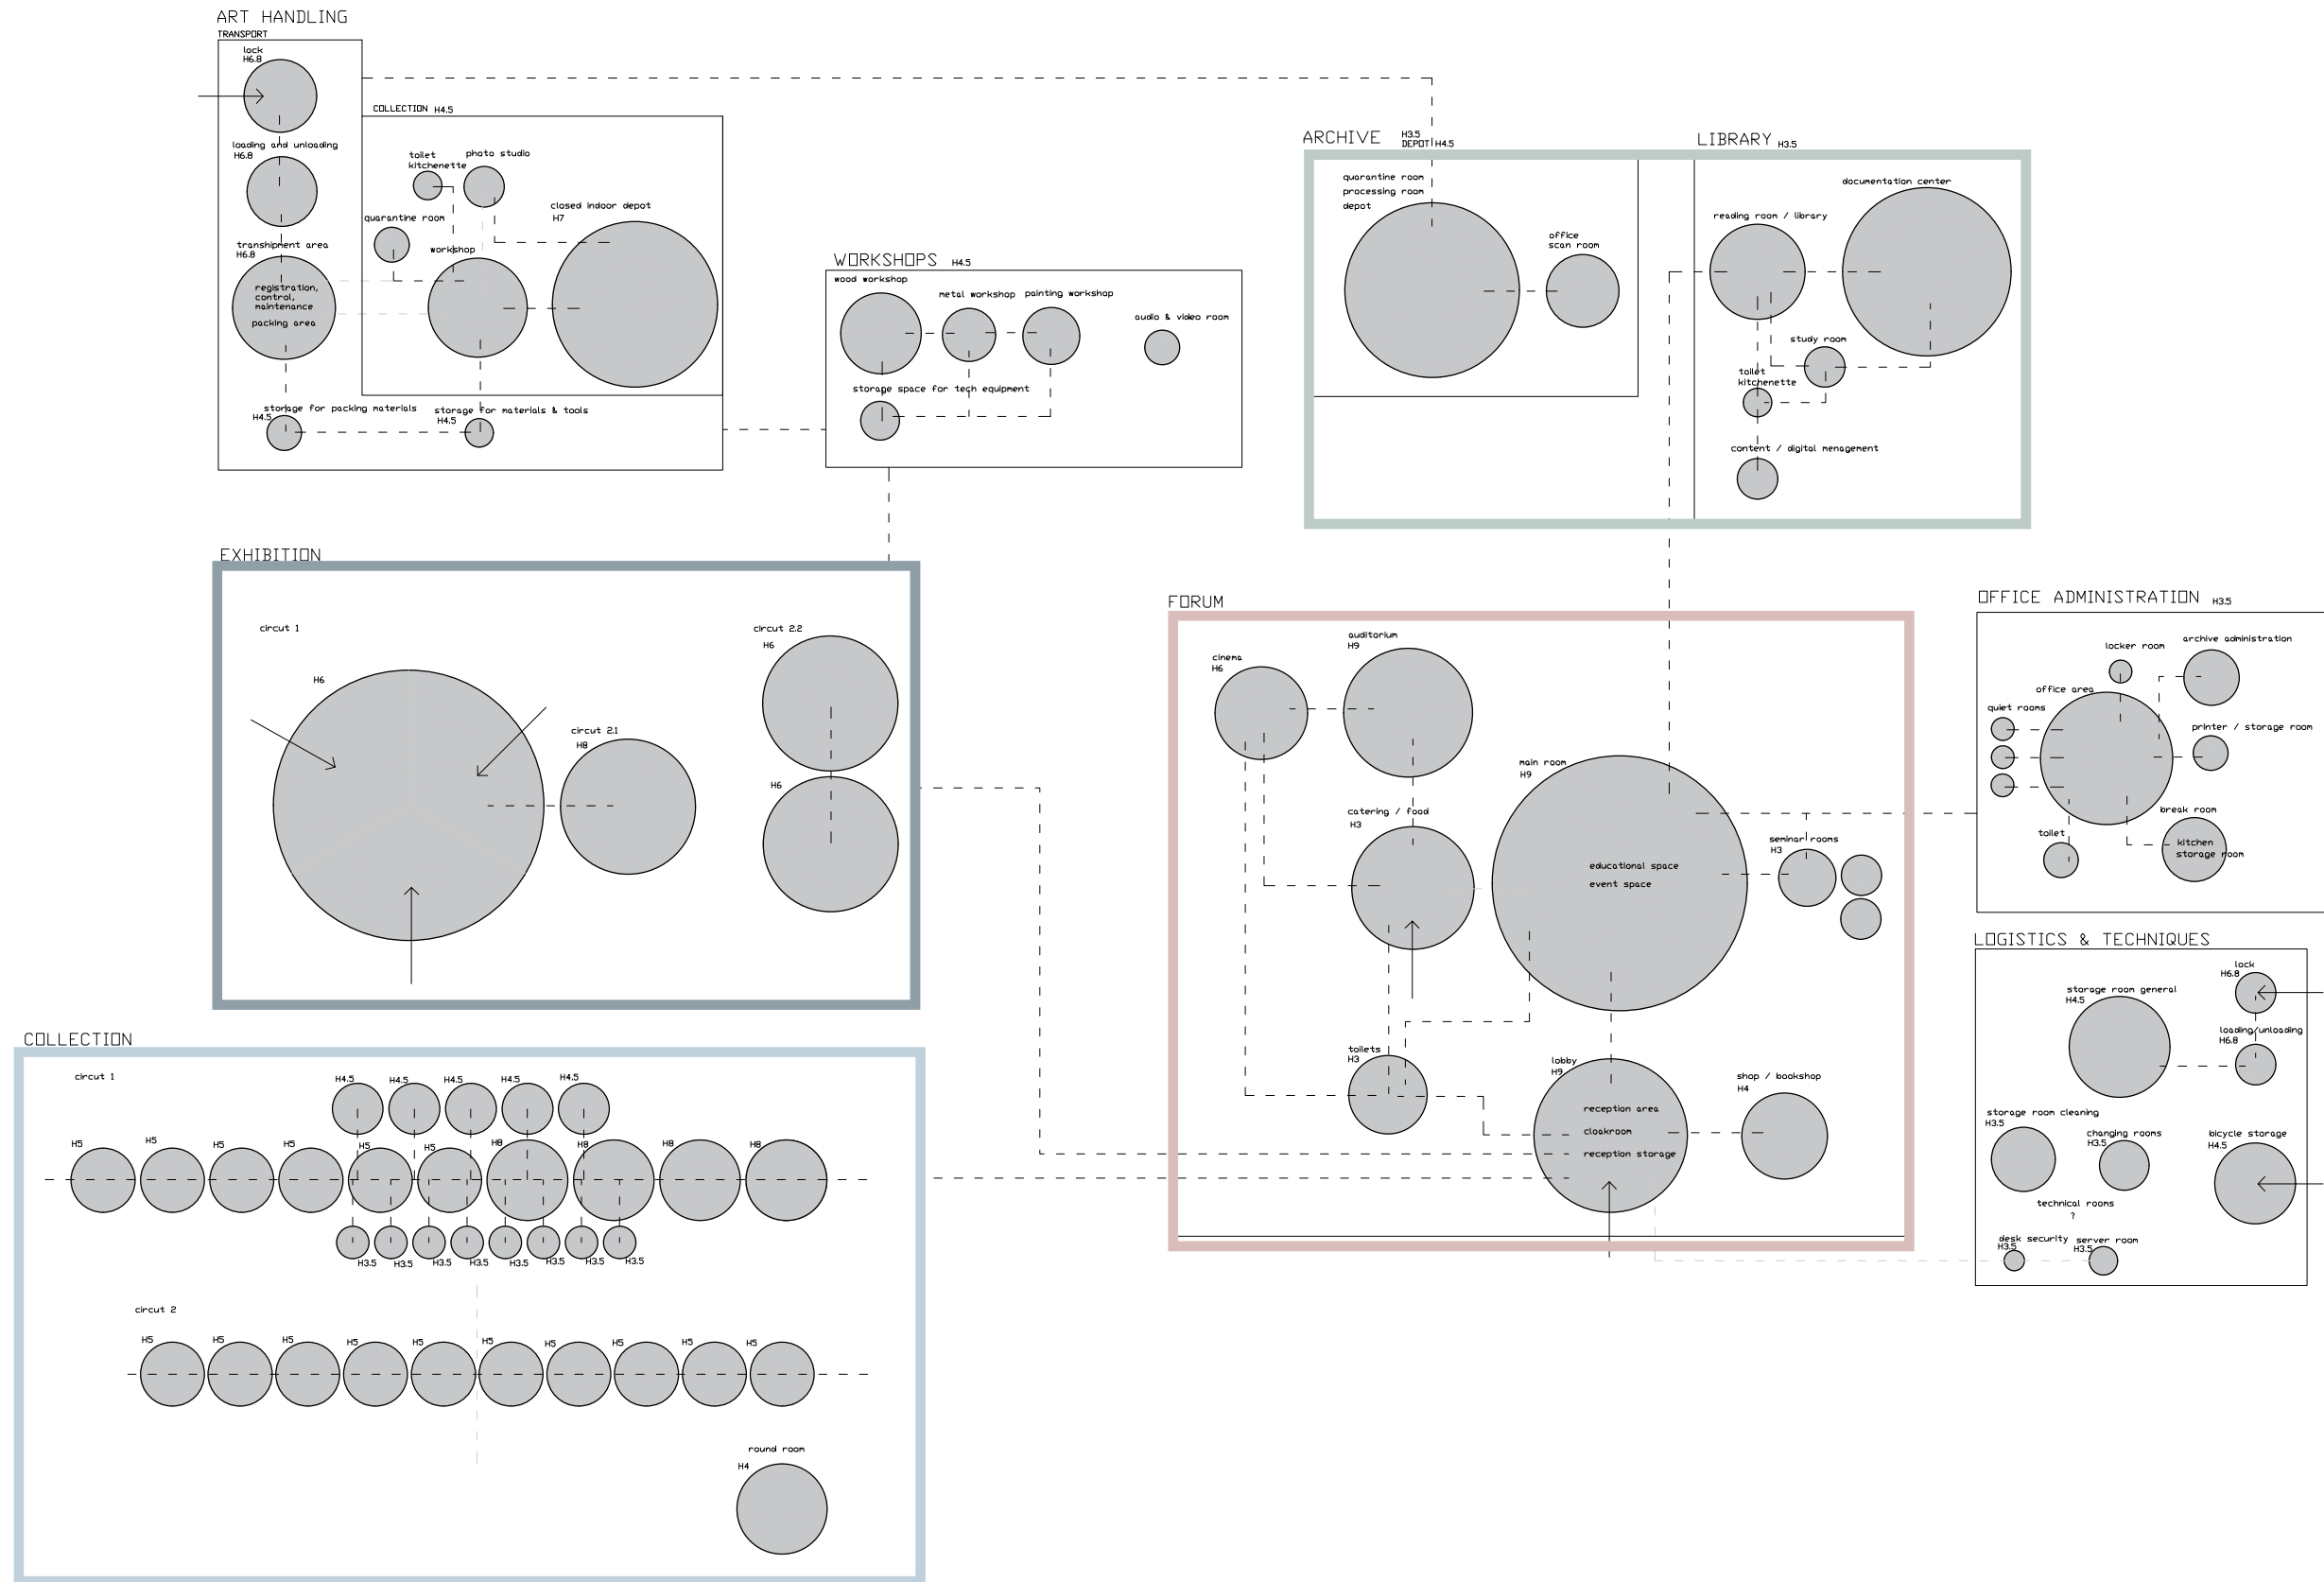 ART HANDLING
TRANSPORT
lock
H6.8
loading and unloading
H6.8
transhipment area
H6.8
registration,
control,
maintenance
packing area
storage for packing materials
H4.5
storage for materials & tools
H4.5
COLLECTION H4.5
toilet
kitchenette
photo studio
quarantine room
workshop
closed indoor depot
H7
WORKSHOPS H4.5
wood workshop
metal workshop
painting workshop
audio & video room
storage space for tech equipment
ARCHIVE
H3.5
DEPOT H4.5
quarantine room
processing room
depot
office
scan room
LIBRARY H3.5
documentation center
reading room / library
study room
toilet
kitchenette
content / digital menagement
EXHIBITION
circut 1
H6
circut 2.1
H8
circut 2.2
H6
H6
FORUM
cinema
H6
auditorium
H9
main room
H9
catering / food
H3
educational space
event space
seminar rooms
H3
toilets
H3
lobby
H9
reception area
cloakroom
reception storage
shop / bookshop
H4
OFFICE ADMINISTRATION H3.5
archive administration
locker room
office area
quiet rooms
printer / storage room
break room
toilet
kitchen
storage room
LOGISTICS & TECHNIQUES
lock
H6.8
storage room general
H4.5
loading/unloading
H6.8
storage room cleaning
H3.5
changing rooms
H3.5
bicycle storage
H4.5
technical rooms
?
desk security
H3.5
server room
H3.5
COLLECTION
circut 1
H4.5 H4.5 H4.5 H4.5 H4.5
H5 H5 H5 H5 H5 H5 H8 H8 H8 H8
H3.5 H3.5 H3.5 H3.5 H3.5 H3.5 H3.5 H3.5
circut 2
H5 H5 H5 H5 H5 H5 H5 H5 H5 H5
round room
H4